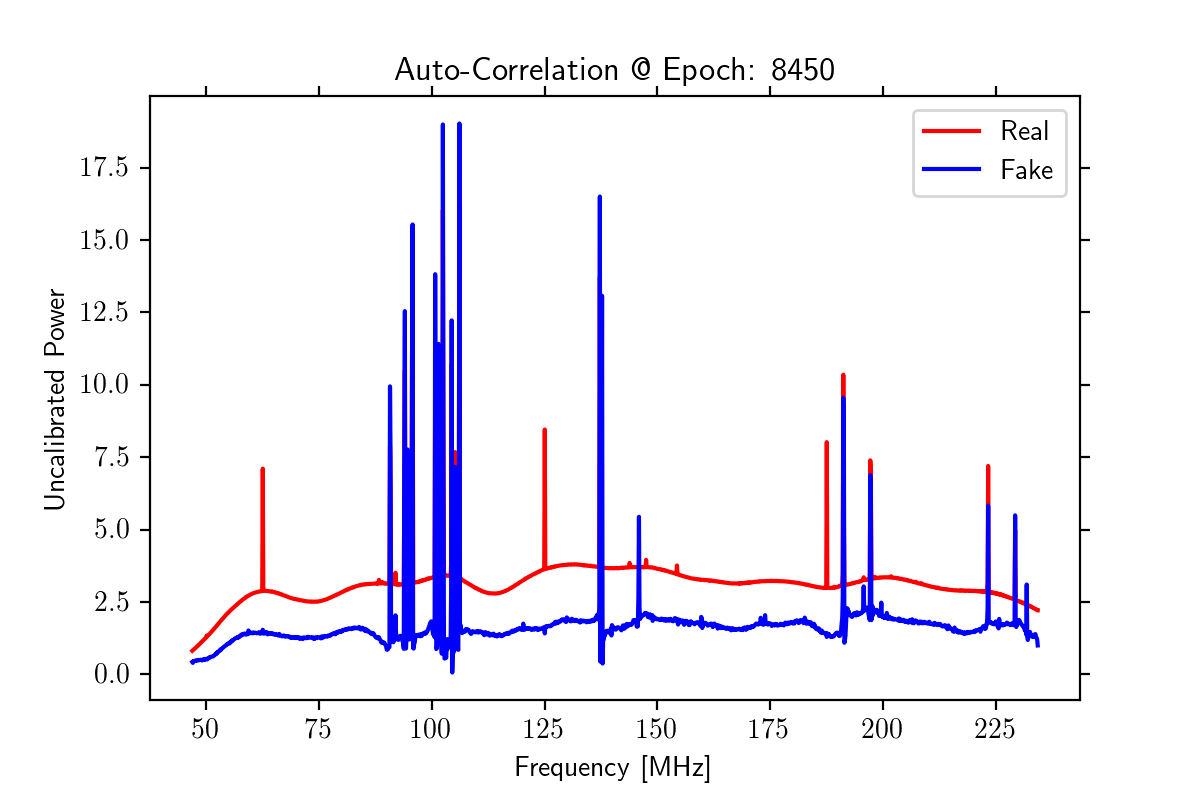 Auto-Correlation @ Epoch: 8450
Real
Fake
Uncalibrated Power
17.5
15.0
12.5
10.0
7.5
5.0
2.5
0.0
50 75 100 125 150 175 200 225
Frequency [MHz]